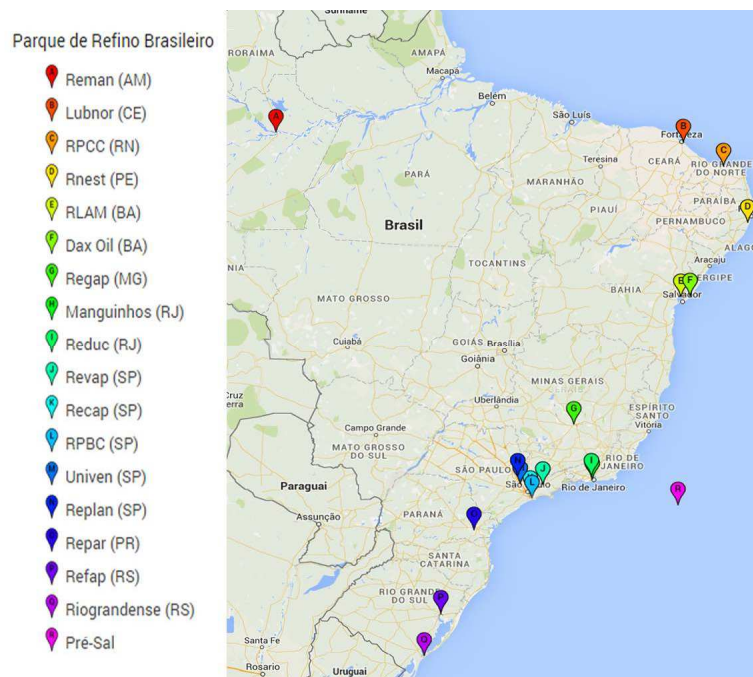 Parque de Refino Brasileiro
A Reman (AM)
B Lubnor (CE)
C RPCC (RN)
D Rnest (PE)
E RLAM (BA)
F Dax Oil (BA)
G Regap (MG)
H Manguinhos (RJ)
I Reduc (RJ)
J Revap (SP)
K Recap (SP)
L RPBC (SP)
M Univen (SP)
N Replan (SP)
O Repar (PR)
P Refap (RS)
Q Riograndense (RS)
R Pré-Sal
Suriname
RORAIMA
AMAPÁ
Macapá
Belém
São Luís
A
B
Fortaleza
C
PARÁ
Teresina
CEARÁ
RIO GRANDE
DO NORTE
MARANHÃO
PARAÍBA
PIAUÍ
PERNAMBUCO
D
Brasil
ALAGO
Aracaju
TOCANTINS
ERGIPE
NIA
BAHIA
E
F
Salvador
MATO GROSSO
Cuiabá
GOIÁS
Brasília
Goiânia
MINAS GERAIS
Cruz
ierra
Uberlândia
G
ESPÍRITO
SANTO
Campo Grande
Vitória
MATO GROSSO
DO SUL
N
SÃO PAULO
J
I
RIO DE
JANEIRO
L
Rio de Janeiro
R
Paraguai
Assunção
PARANÁ
O
SANTA
CATARINA
RIO GRANDE
DO SUL
P
Santa Fe
Q
Rosario
Uruguai